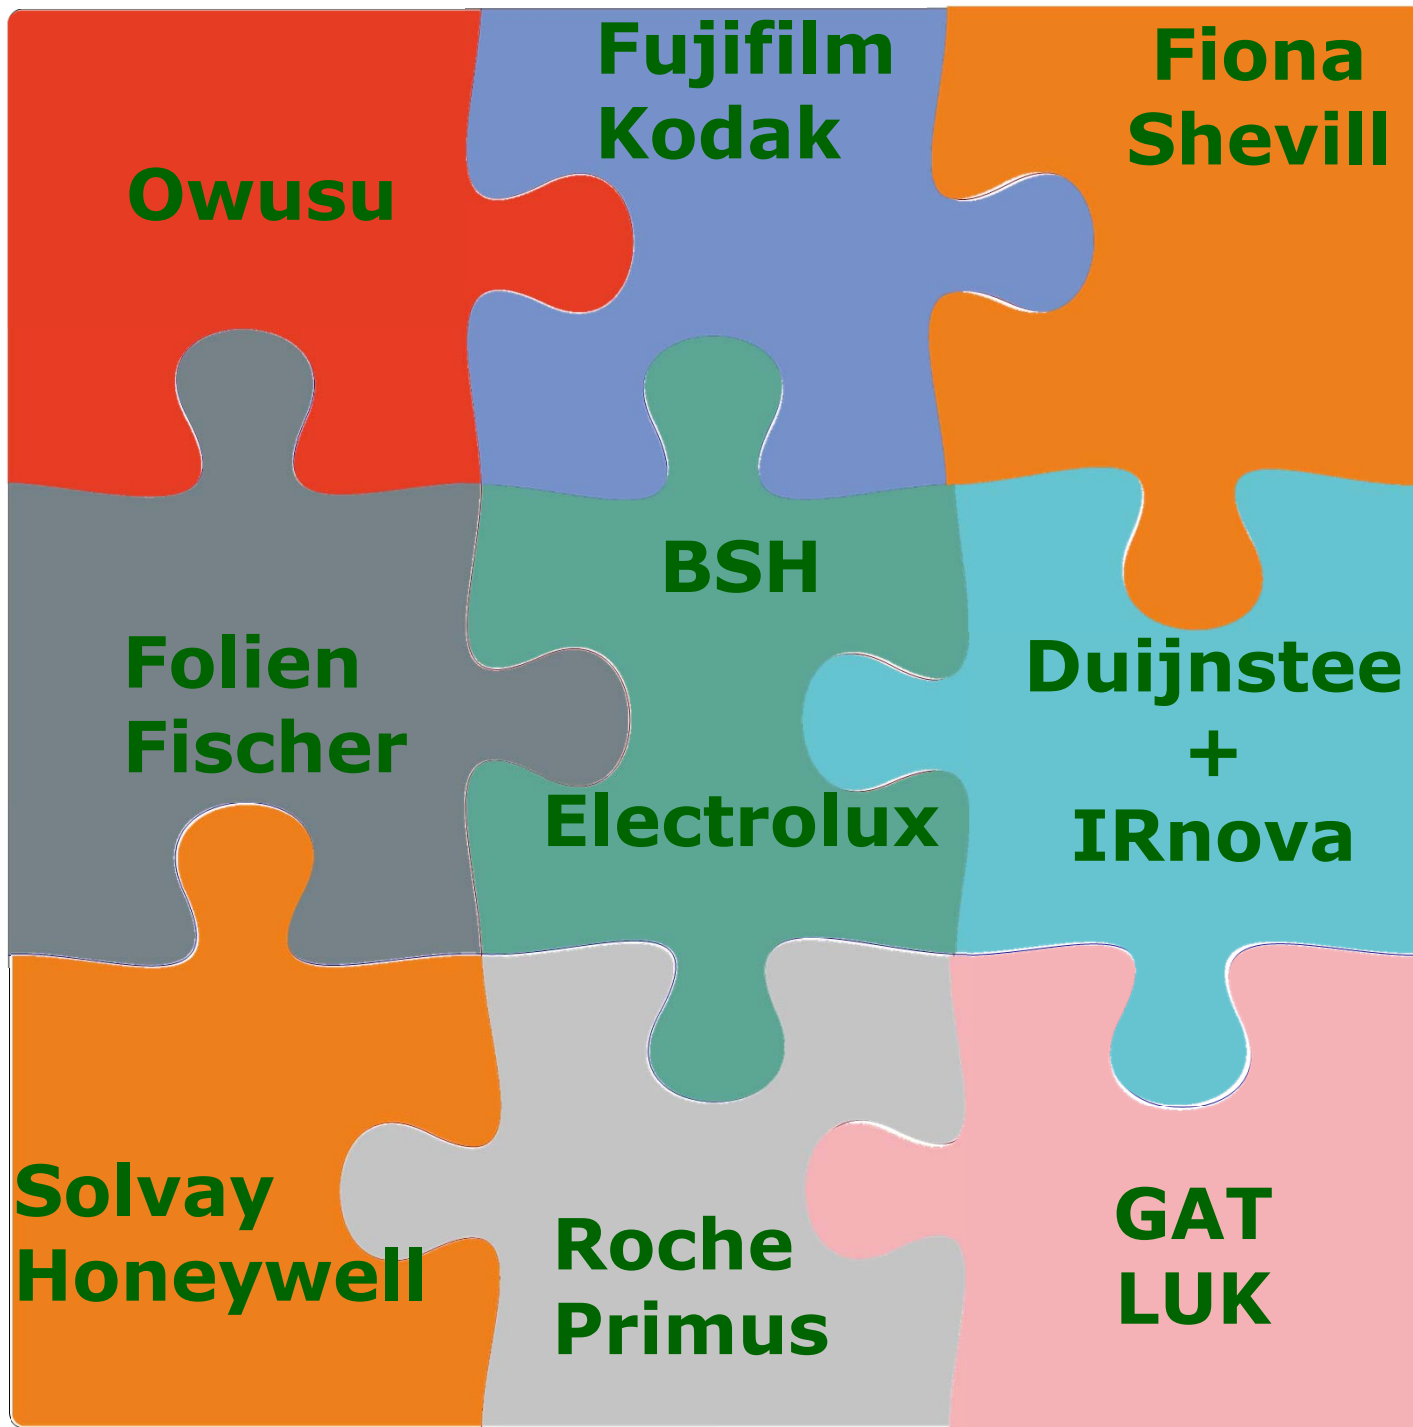 Owusu
Fujifilm
Kodak
Fiona
Shevill
Folien
Fischer
BSH
Electrolux
Duijnstee
+
IRnova
Solvay
Honeywell
Roche
Primus
GAT
LUK